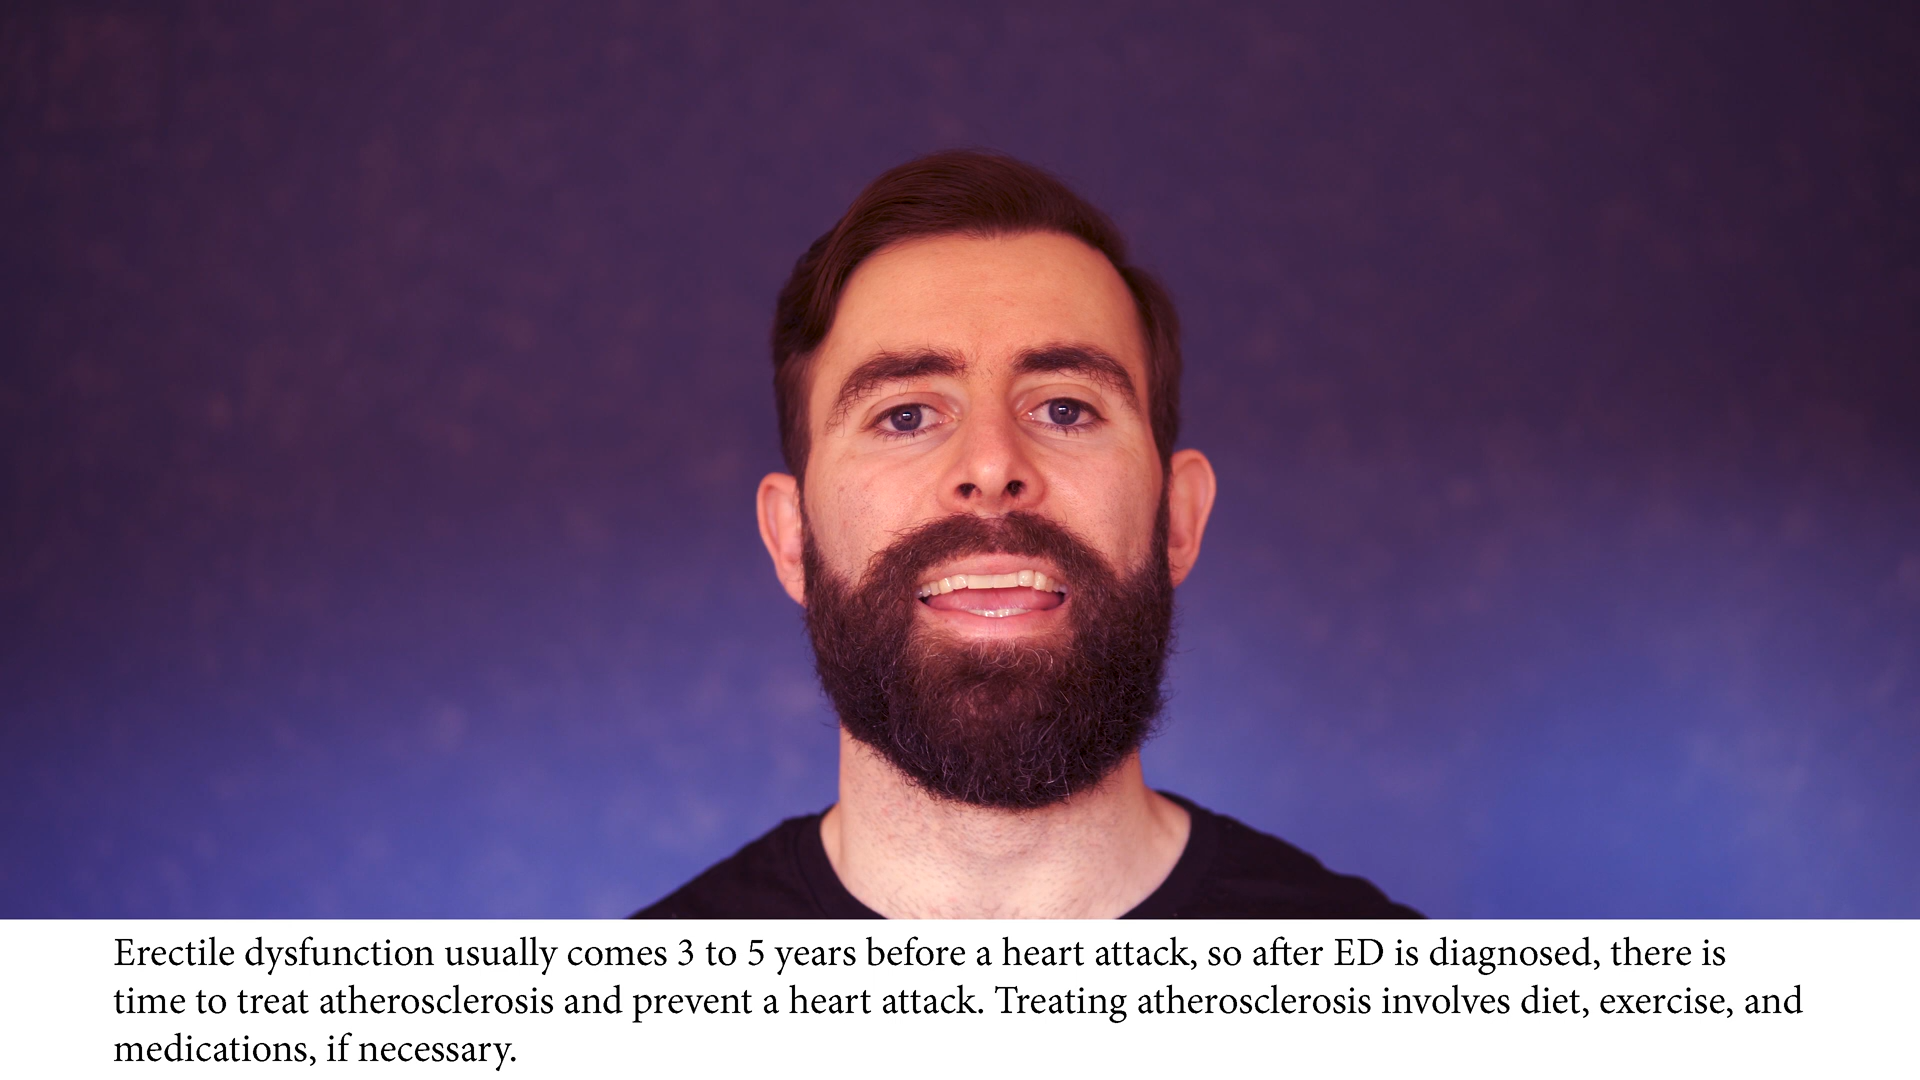 Erectile dysfunction usually comes 3 to 5 years before a heart attack, so after ED is diagnosed, there is
time to treat atherosclerosis and prevent a heart attack. Treating atherosclerosis involves diet, exercise, and
medications, if necessary.